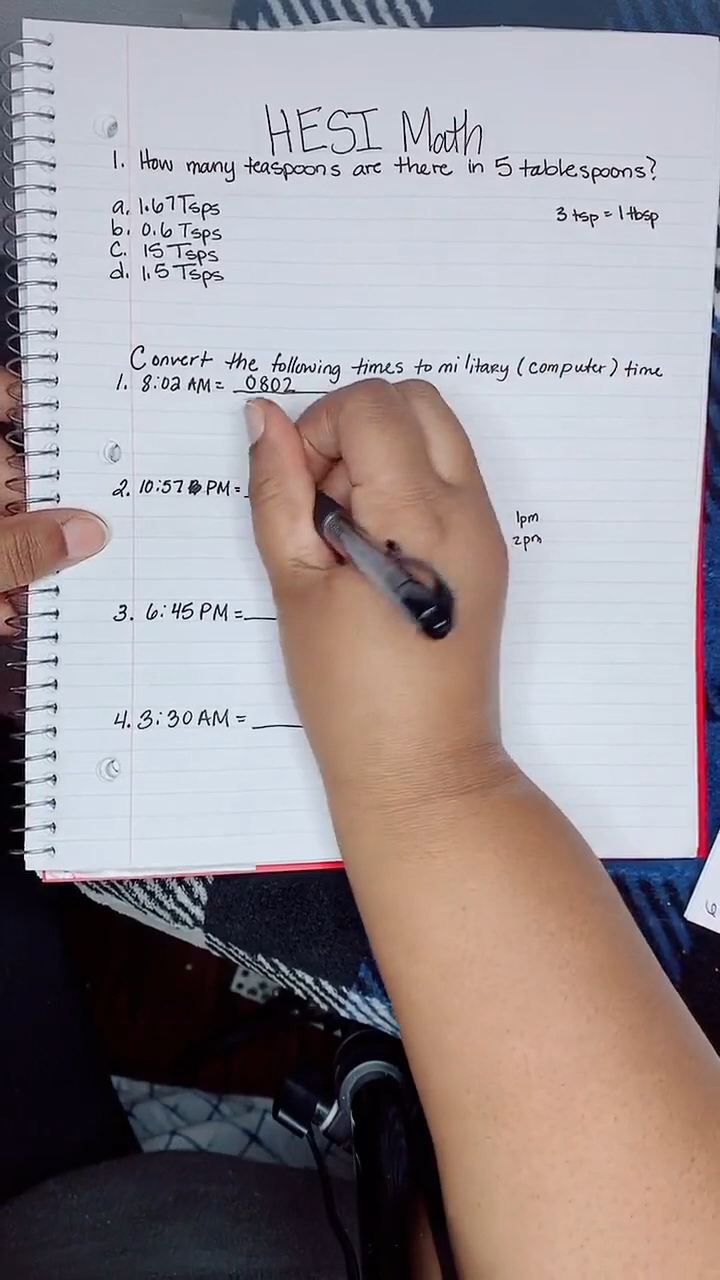 HESI Math
1. How many teaspoons are there in 5 tablespoons?
a. 1.67 Tsps
3 tsp = 1 tbsp
b. 0.6 Tsps
c. 15 Tsps
d. 1.5 Tsps
Convert the following times to military (computer) time
1. 8:02 AM = 0802
2. 10:57 PM =
1pm
2pm
3. 6:45 PM =
4. 3:30 AM =